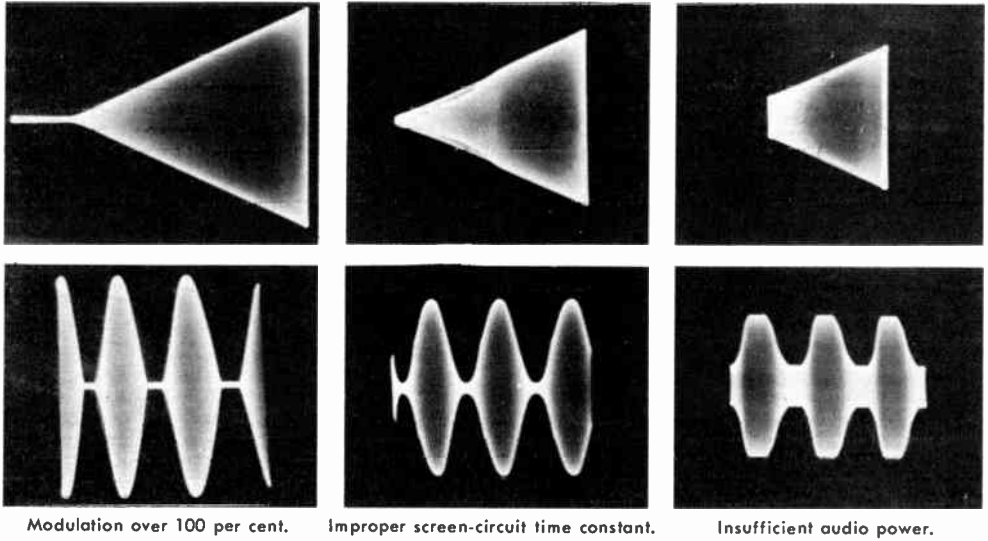 Modulation over 100 per cent.
Improper screen-circuit time constant.
Insufficient audio power.